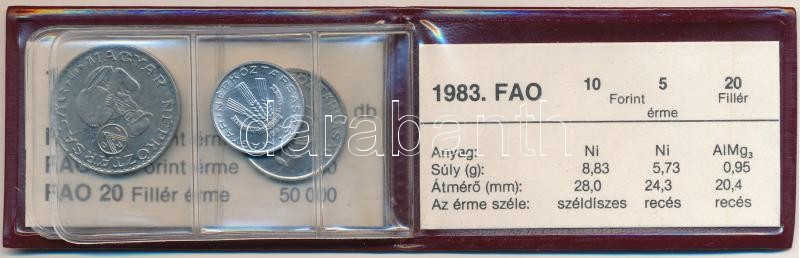 MAGYAR NÉPKÖZTÁRSASÁG
NÉPKÖZTÁRSASÁG
db
Forint érme
FAO 20 Fillér érme 50 000
darabanth
1983. FAO 10 5 20
Forint Fillér
érme
Anyag: Ni Ni AlMg₃
Súly (g): 8,83 5,73 0,95
Átmérő (mm): 28,0 24,3 20,4
Az érme széle: széldíszes recés recés